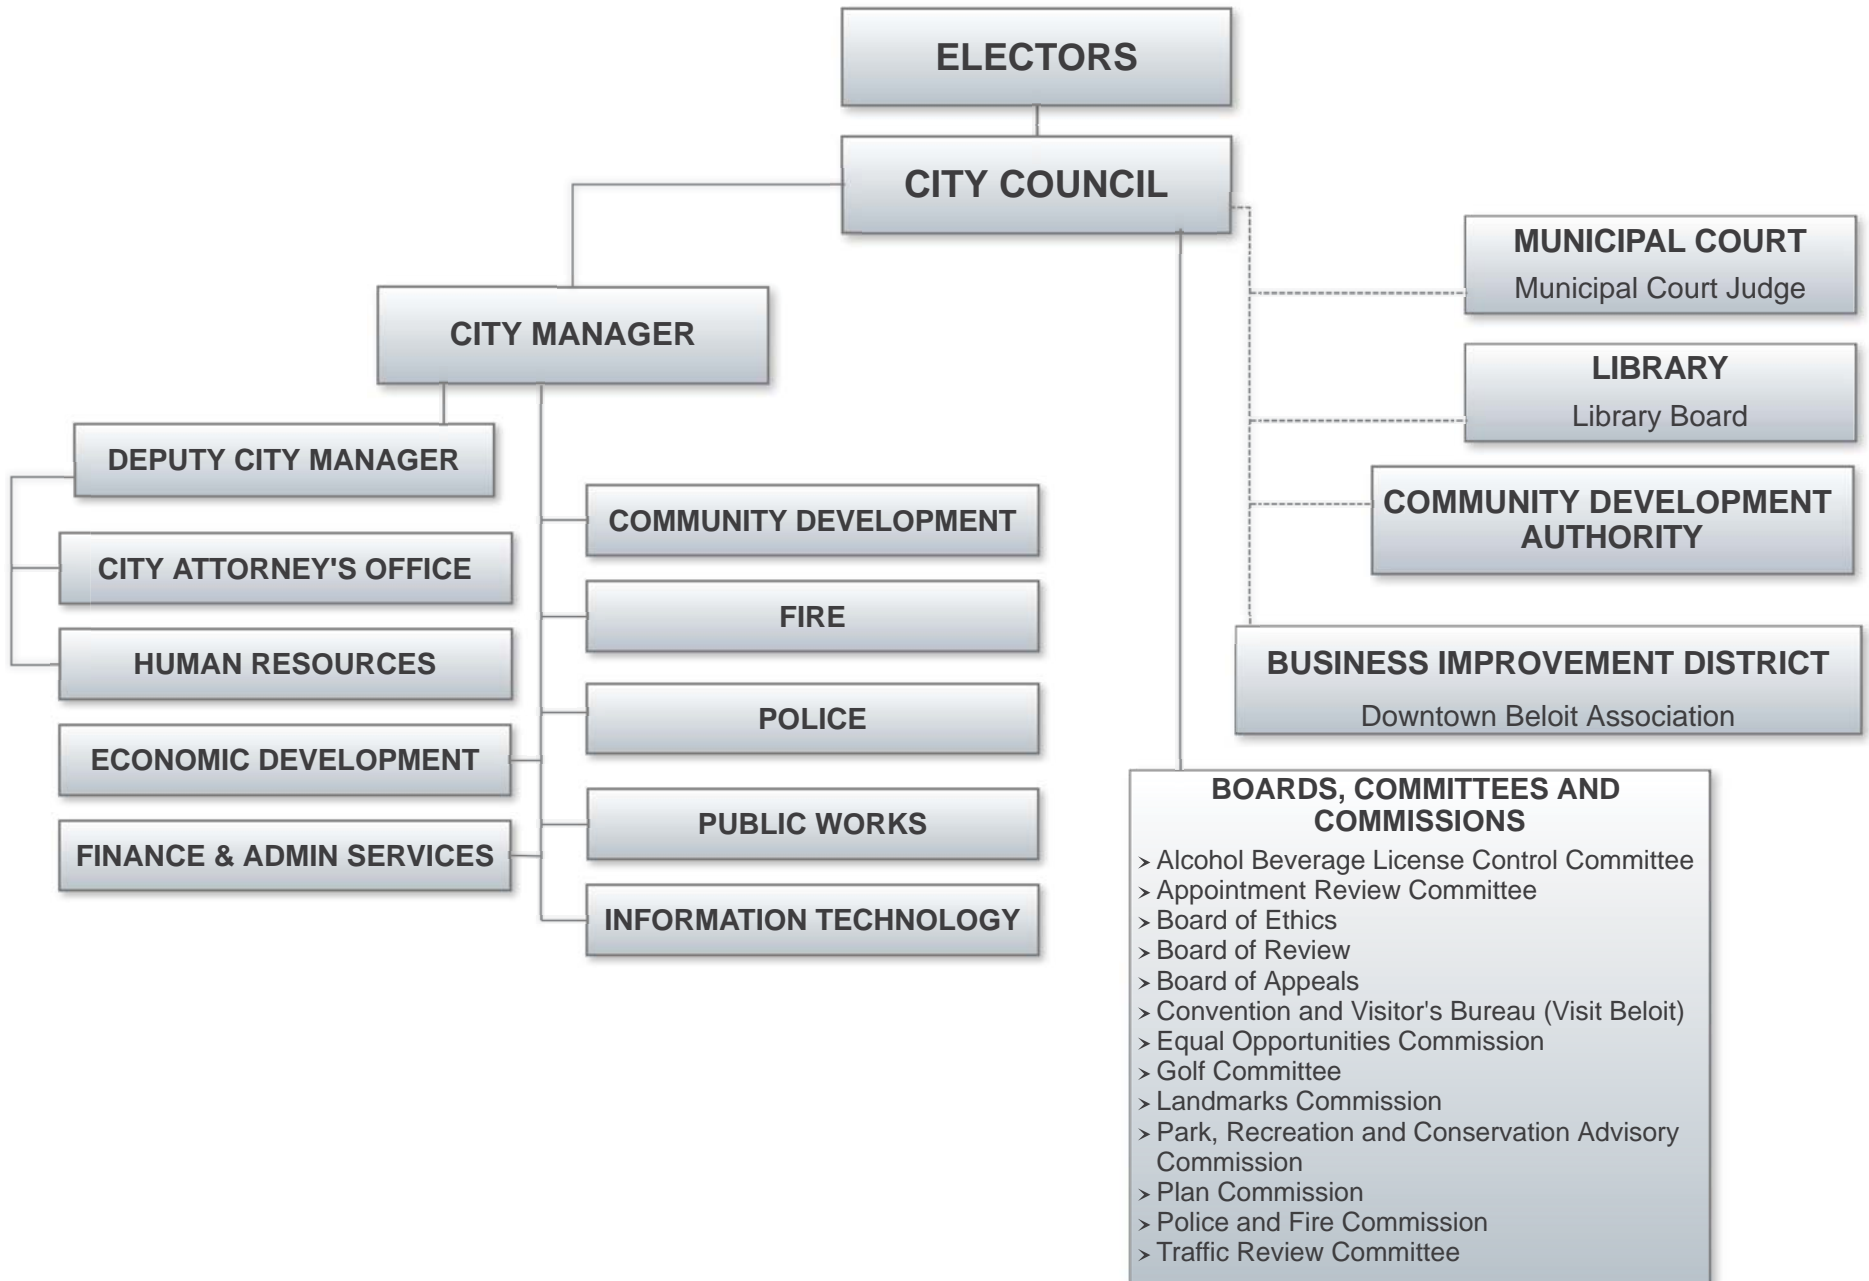 ELECTORS
CITY COUNCIL
CITY MANAGER
DEPUTY CITY MANAGER
CITY ATTORNEY'S OFFICE
HUMAN RESOURCES
ECONOMIC DEVELOPMENT
FINANCE & ADMIN SERVICES
COMMUNITY DEVELOPMENT
FIRE
POLICE
PUBLIC WORKS
INFORMATION TECHNOLOGY
MUNICIPAL COURT
Municipal Court Judge
LIBRARY
Library Board
COMMUNITY DEVELOPMENT
AUTHORITY
BUSINESS IMPROVEMENT DISTRICT
Downtown Beloit Association
BOARDS, COMMITTEES AND
COMMISSIONS
➢ Alcohol Beverage License Control Committee
➢ Appointment Review Committee
➢ Board of Ethics
➢ Board of Review
➢ Board of Appeals
➢ Convention and Visitor's Bureau (Visit Beloit)
➢ Equal Opportunities Commission
➢ Golf Committee
➢ Landmarks Commission
➢ Park, Recreation and Conservation Advisory
Commission
➢ Plan Commission
➢ Police and Fire Commission
➢ Traffic Review Committee